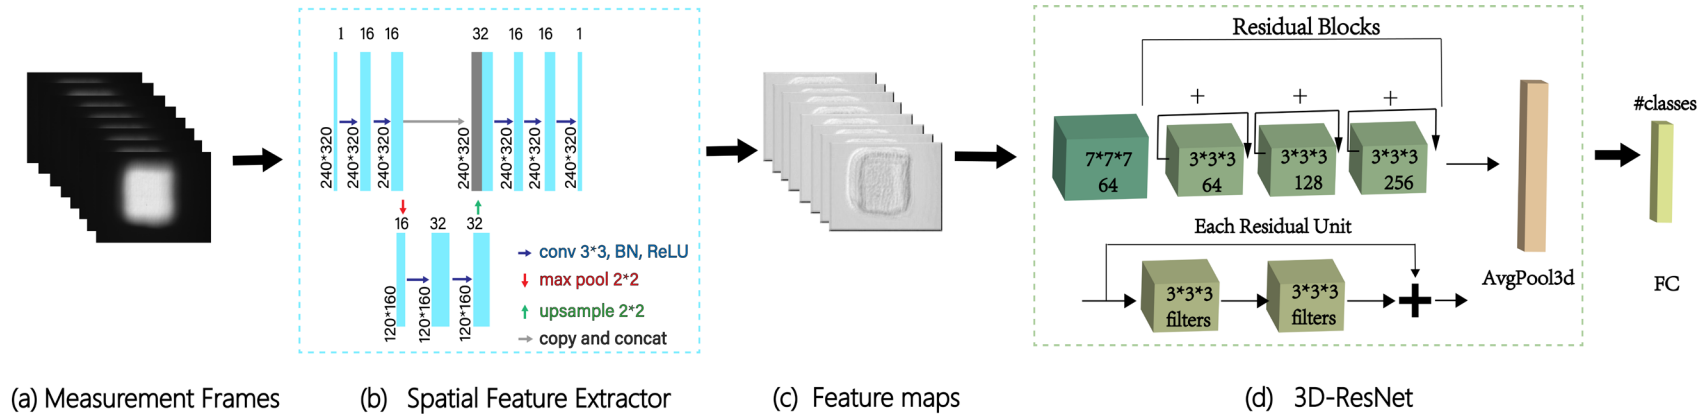 1 16 16 32 16 16 1
240*320 240*320 240*320 240*320 240*320 240*320 240*320
16 32 32
120*160 120*160 120*160
conv 3*3, BN, ReLU
max pool 2*2
upsample 2*2
copy and concat
Residual Blocks
+ + +
7*7*7
64
3*3*3
64
3*3*3
128
3*3*3
256
Each Residual Unit
3*3*3
filters
3*3*3
filters
+
AvgPool3d
#classes
FC
(a) Measurement Frames
(b) Spatial Feature Extractor
(c) Feature maps
(d) 3D-ResNet